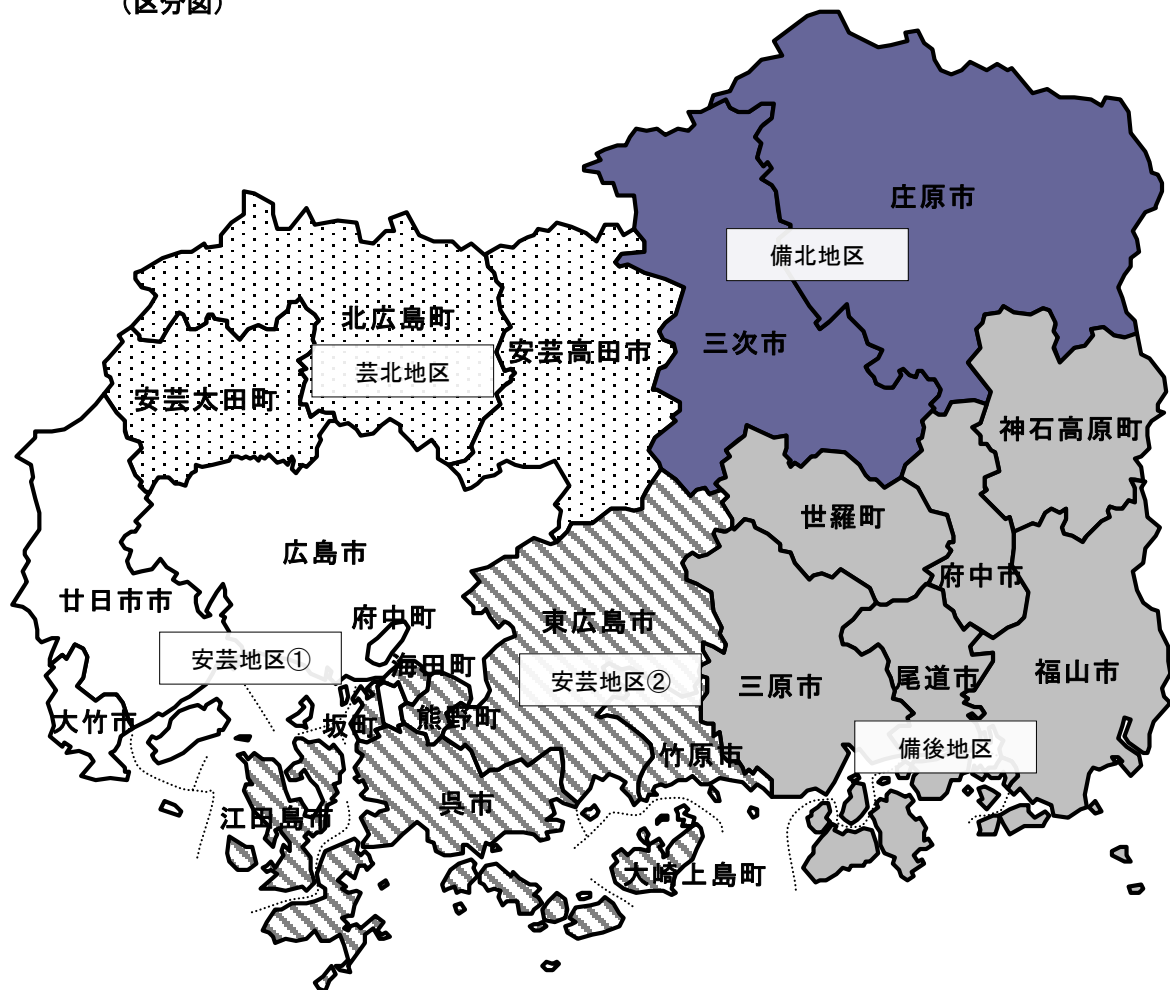 （区分図）
庄原市
備北地区
北広島町
三次市
安芸高田市
芸北地区
安芸太田町
神石高原町
世羅町
広島市
府中市
廿日市市
府中町
東広島市
安芸地区①
海田町
安芸地区②
三原市
尾道市
福山市
大竹市
坂町
熊野町
備後地区
竹原市
江田島市
呉市
大崎上島町